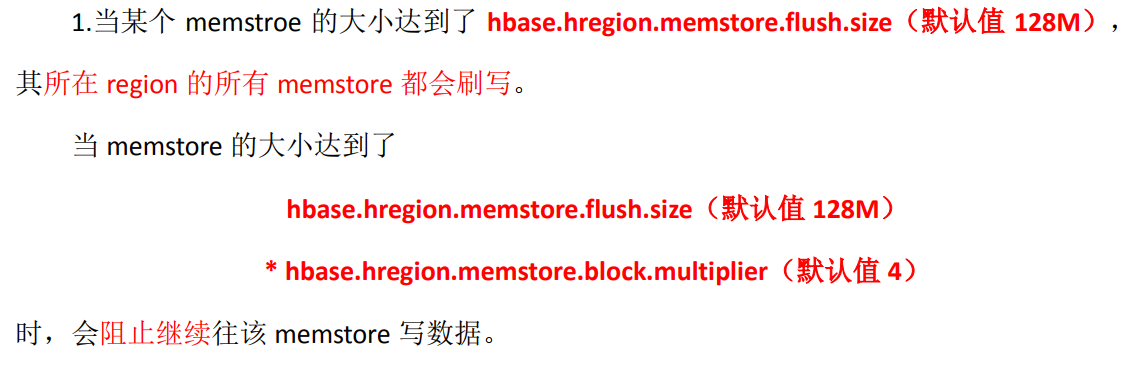 1.当某个 memstroe 的大小达到了 hbase.hregion.memstore.flush.size（默认值 128M），
其所在 region 的所有 memstore 都会刷写。
当 memstore 的大小达到了
hbase.hregion.memstore.flush.size（默认值 128M）
* hbase.hregion.memstore.block.multiplier（默认值 4）
时，会阻止继续往该 memstore 写数据。